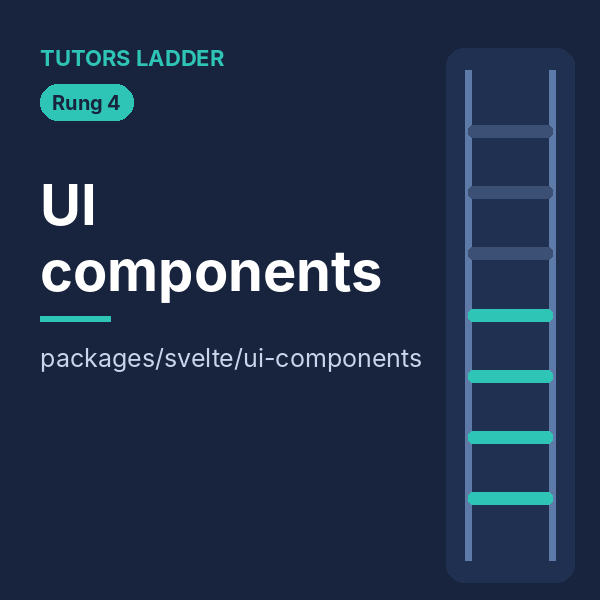 TUTORS LADDER
Rung 4
UI
components
packages/svelte/ui-components